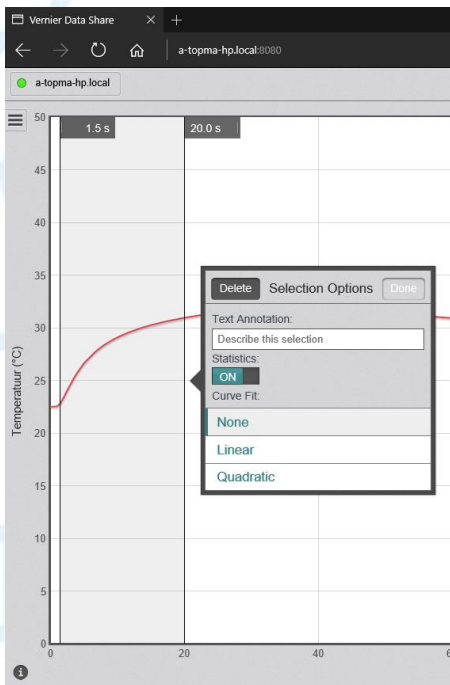 Vernier Data Share
a-topma-hp.local:8080
a-topma-hp.local
1.5 s
20.0 s
50
45
40
35
30
25
20
15
10
5
0
Temperatuur (°C)
Delete
Selection Options
Done
Text Annotation:
Describe this selection
Statistics:
ON
Curve Fit:
None
Linear
Quadratic
0
20
40
6